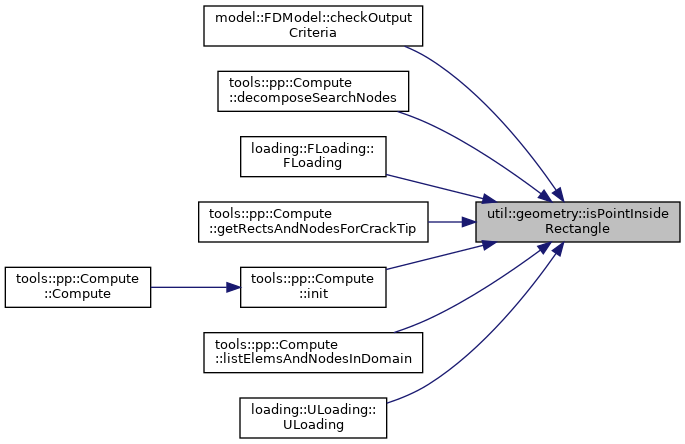 model::FDModel::checkOutput
Criteria
tools::pp::Compute
::decomposeSearchNodes
loading::FLoading::
FLoading
tools::pp::Compute
::getRectsAndNodesForCrackTip
util::geometry::isPointInside
Rectangle
tools::pp::Compute
::Compute
tools::pp::Compute
::init
tools::pp::Compute
::listElemsAndNodesInDomain
loading::ULoading::
ULoading